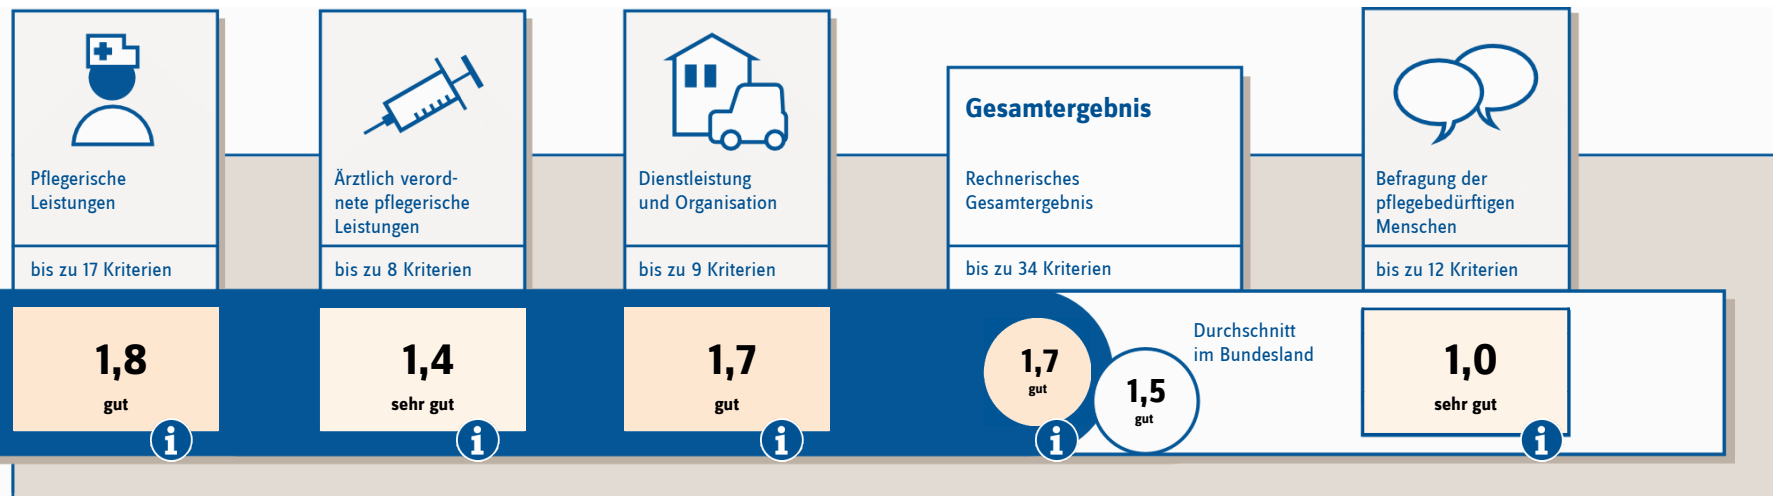 Pflegerische
Leistungen
bis zu 17 Kriterien
1,8
gut
i
Ärztlich verord-
nete pflegerische
Leistungen
bis zu 8 Kriterien
1,4
sehr gut
i
Dienstleistung
und Organisation
bis zu 9 Kriterien
1,7
gut
i
Gesamtergebnis
Rechnerisches
Gesamtergebnis
bis zu 34 Kriterien
1,7
gut
i
1,5
gut
Durchschnitt
im Bundesland
Befragung der
pflegebedürftigen
Menschen
bis zu 12 Kriterien
1,0
sehr gut
i